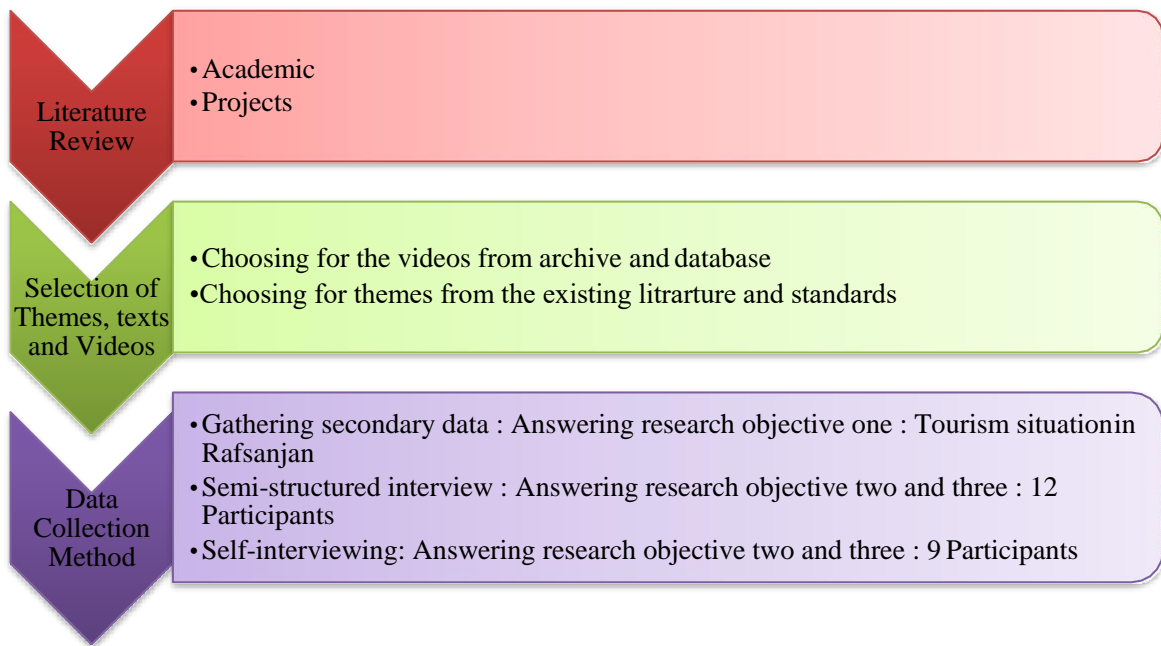 Literature
Review
•Academic
•Projects
Selection of
Themes, texts
and Videos
•Choosing for the videos from archive and database
•Choosing for themes from the existing litrarture and standards
Data
Collection
Method
•Gathering secondary data : Answering research objective one : Tourism situationin
Rafsanjan
•Semi-structured interview : Answering research objective two and three : 12
Participants
•Self-interviewing: Answering research objective two and three : 9 Participants